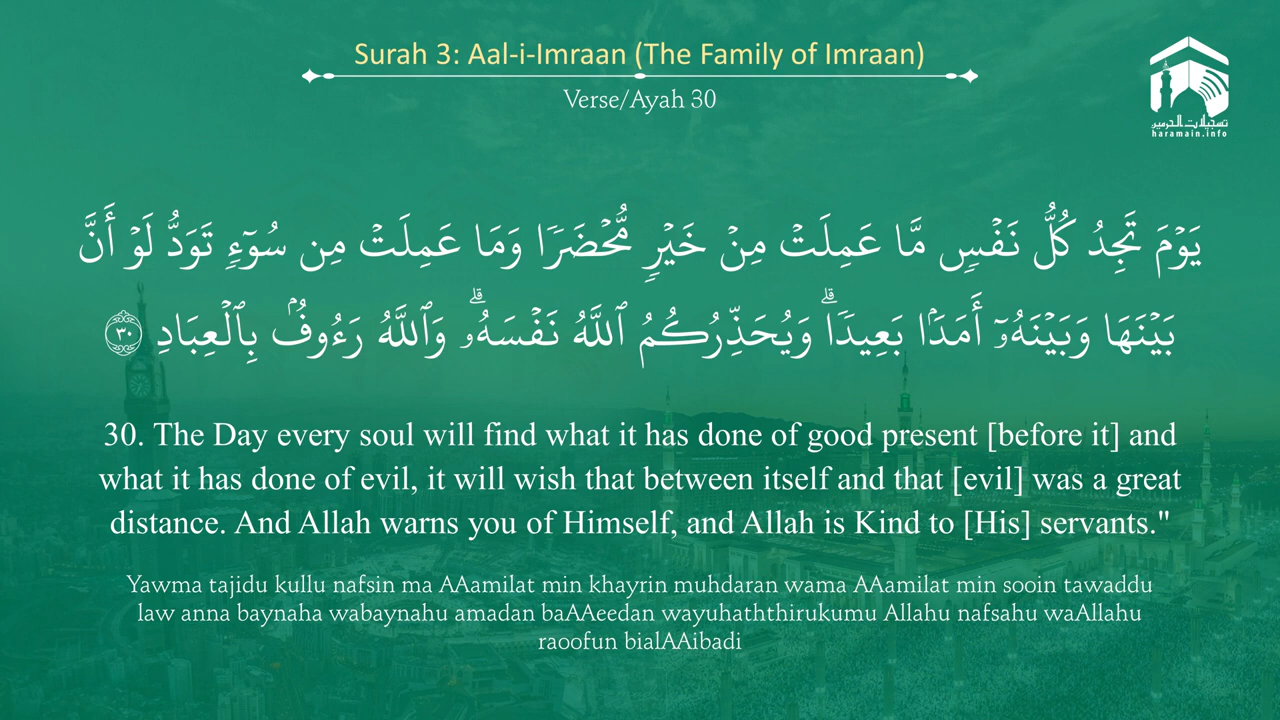 Surah 3: Aal-i-Imraan (The Family of Imraan)
Verse/Ayah 30
تسجيلات الحرمين
haramain.info
يَوْمَ تَجِدُ كُلُّ نَفْسٍ مَّا عَمِلَتْ مِنْ خَيْرٍ مُّحْضَرًا وَمَا عَمِلَتْ مِن سُوٓءٍ تَوَدُّ لَوْ أَنَّ
بَيْنَهَا وَبَيْنَهُۥٓ أَمَدًۢا بَعِيدًا ۗ وَيُحَذِّرُكُمُ ٱللَّهُ نَفْسَهُۥ ۗ وَٱللَّهُ رَءُوفٌۢ بِٱلْعِبَادِ ٣٠
30. The Day every soul will find what it has done of good present [before it] and
what it has done of evil, it will wish that between itself and that [evil] was a great
distance. And Allah warns you of Himself, and Allah is Kind to [His] servants."
Yawma tajidu kullu nafsin ma AAamilat min khayrin muhdaran wama AAamilat min sooin tawaddu
law anna baynaha wabaynahu amadan baAAeedan wayuhaththirukumu Allahu nafsahu waAllahu
raoofun bialAAibadi